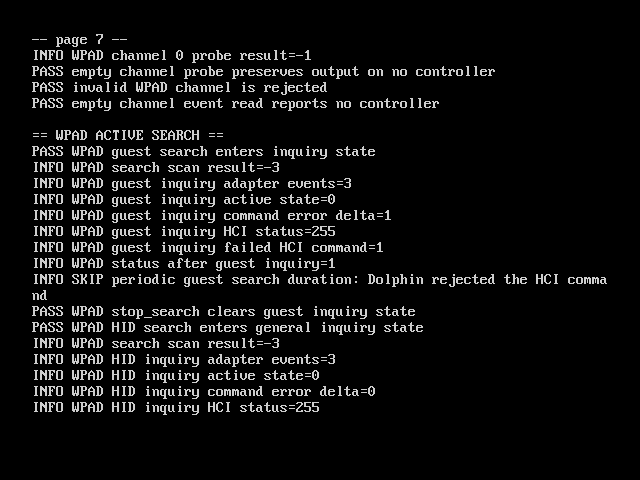 -- page 7 --
INFO WPAD channel 0 probe result=-1
PASS empty channel probe preserves output on no controller
PASS invalid WPAD channel is rejected
PASS empty channel event read reports no controller
== WPAD ACTIVE SEARCH ==
PASS WPAD guest search enters inquiry state
INFO WPAD search scan result=-3
INFO WPAD guest inquiry adapter events=3
INFO WPAD guest inquiry active state=0
INFO WPAD guest inquiry command error delta=1
INFO WPAD guest inquiry HCI status=255
INFO WPAD guest inquiry failed HCI command=1
INFO WPAD status after guest inquiry=1
INFO SKIP periodic guest search duration: Dolphin rejected the HCI comma
nd
PASS WPAD stop_search clears guest inquiry state
PASS WPAD HID search enters general inquiry state
INFO WPAD search scan result=-3
INFO WPAD HID inquiry adapter events=3
INFO WPAD HID inquiry active state=0
INFO WPAD HID inquiry command error delta=0
INFO WPAD HID inquiry HCI status=255